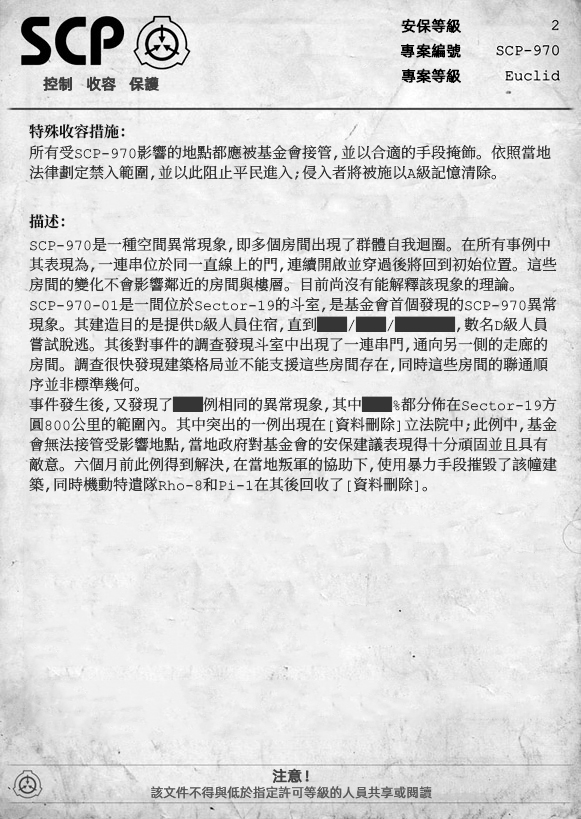 SCP
控制 收容 保護
安保等級 2
專案編號 SCP-970
專案等級 Euclid
特殊收容措施:
所有受SCP-970影響的地點都應被基金會接管,並以合適的手段掩飾。依照當地
法律劃定禁入範圍,並以此阻止平民進入;侵入者將被施以A級記憶清除。
描述:
SCP-970是一種空間異常現象,即多個房間出現了群體自我迴圈。在所有事例中
其表現為,一連串位於同一直線上的門,連續開啟並穿過後將回到初始位置。這些
房間的變化不會影響鄰近的房間與樓層。目前尚沒有能解釋該現象的理論。
SCP-970-01是一間位於Sector-19的斗室,是基金會首個發現的SCP-970異常
現象。其建造目的是提供D級人員住宿,直到███/███/██████,數名D級人員
嘗試脫逃。其後對事件的調查發現斗室中出現了一連串門,通向另一側的走廊的
房間。調查很快發現建築格局並不能支援這些房間存在,同時這些房間的聯通順
序並非標準幾何。
事件發生後,又發現了███例相同的異常現象,其中███%都分佈在Sector-19方
圓800公里的範圍內。其中突出的一例出現在[資料刪除]立法院中;此例中,基金
會無法接管受影響地點,當地政府對基金會的安保建議表現得十分頑固並且具有
敵意。六個月前此例得到解決,在當地叛軍的協助下,使用暴力手段摧毀了該幢建
築,同時機動特遣隊Rho-8和Pi-1在其後回收了[資料刪除]。
注意!
該文件不得與低於指定許可等級的人員共享或閱讀